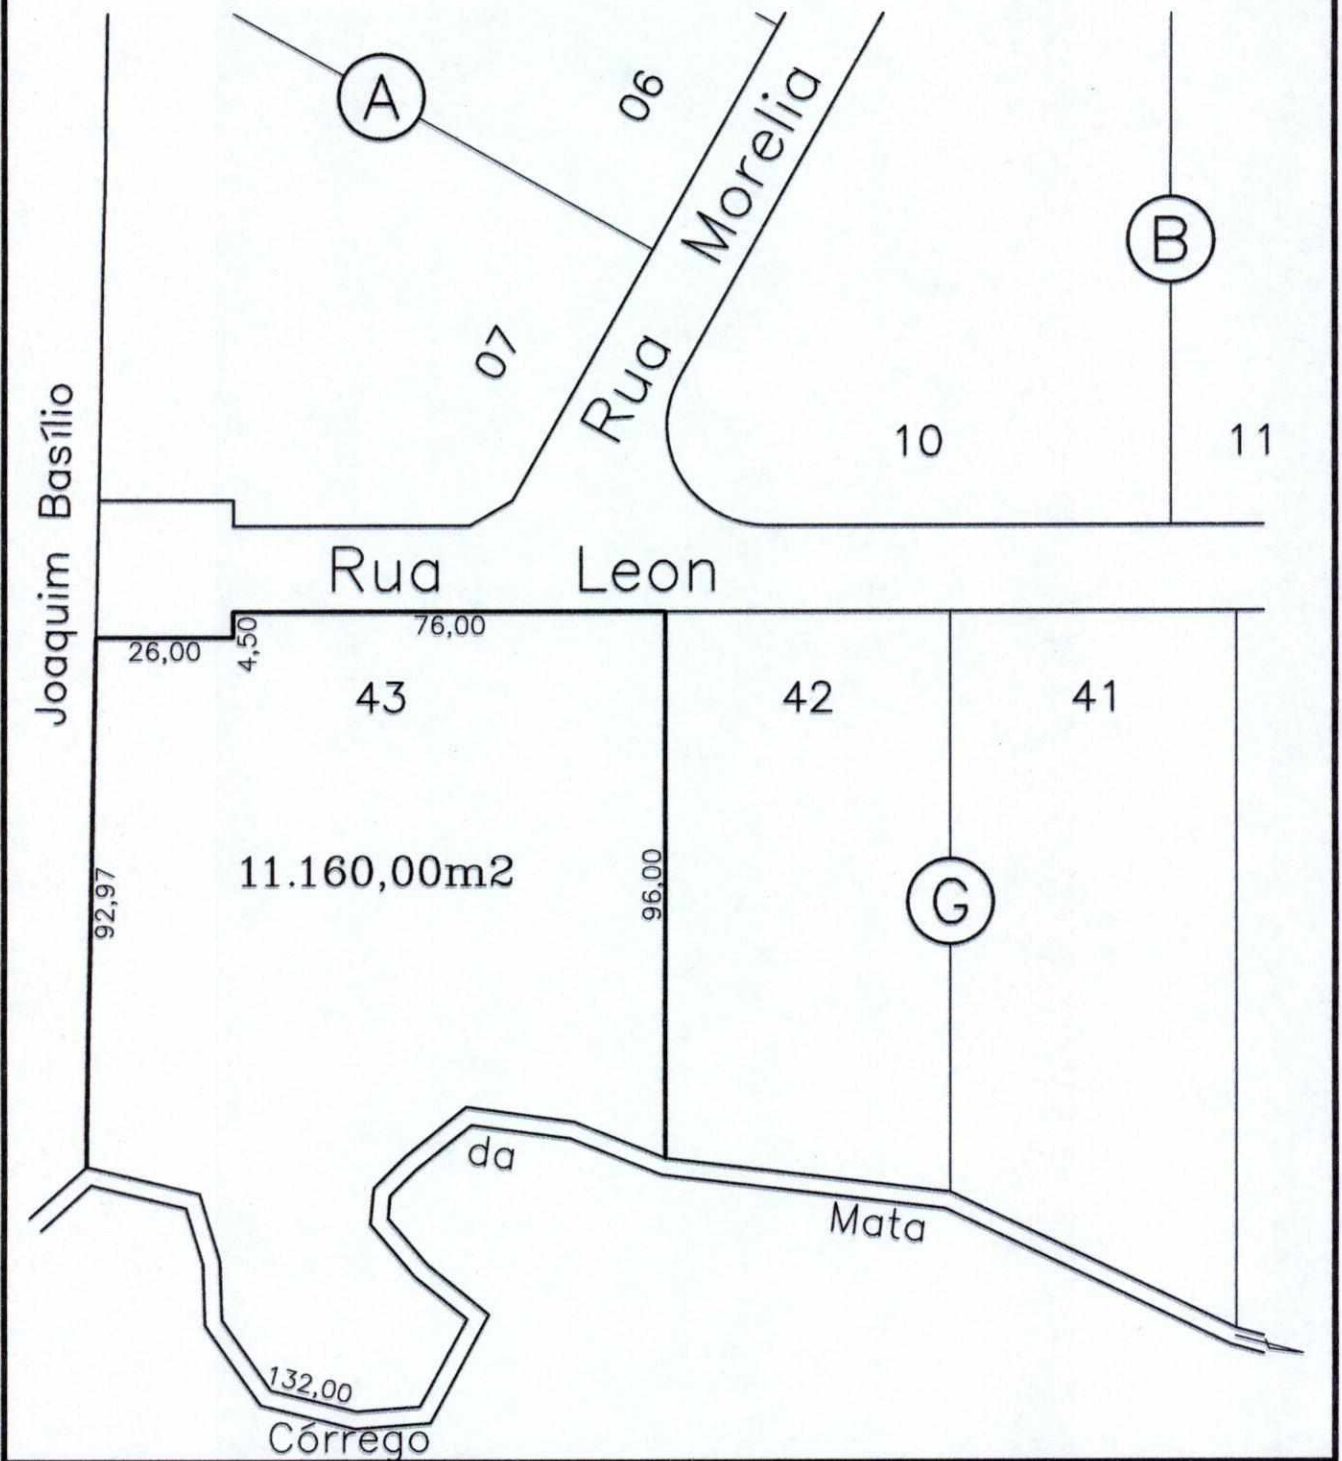 A
06
Rua Morelia
B
07
10
11
Joaquim Basílio
Rua Leon
76,00
26,00
4,50
43
42
41
11.160,00m2
92,97
96,00
G
da
Mata
132,00
Córrego